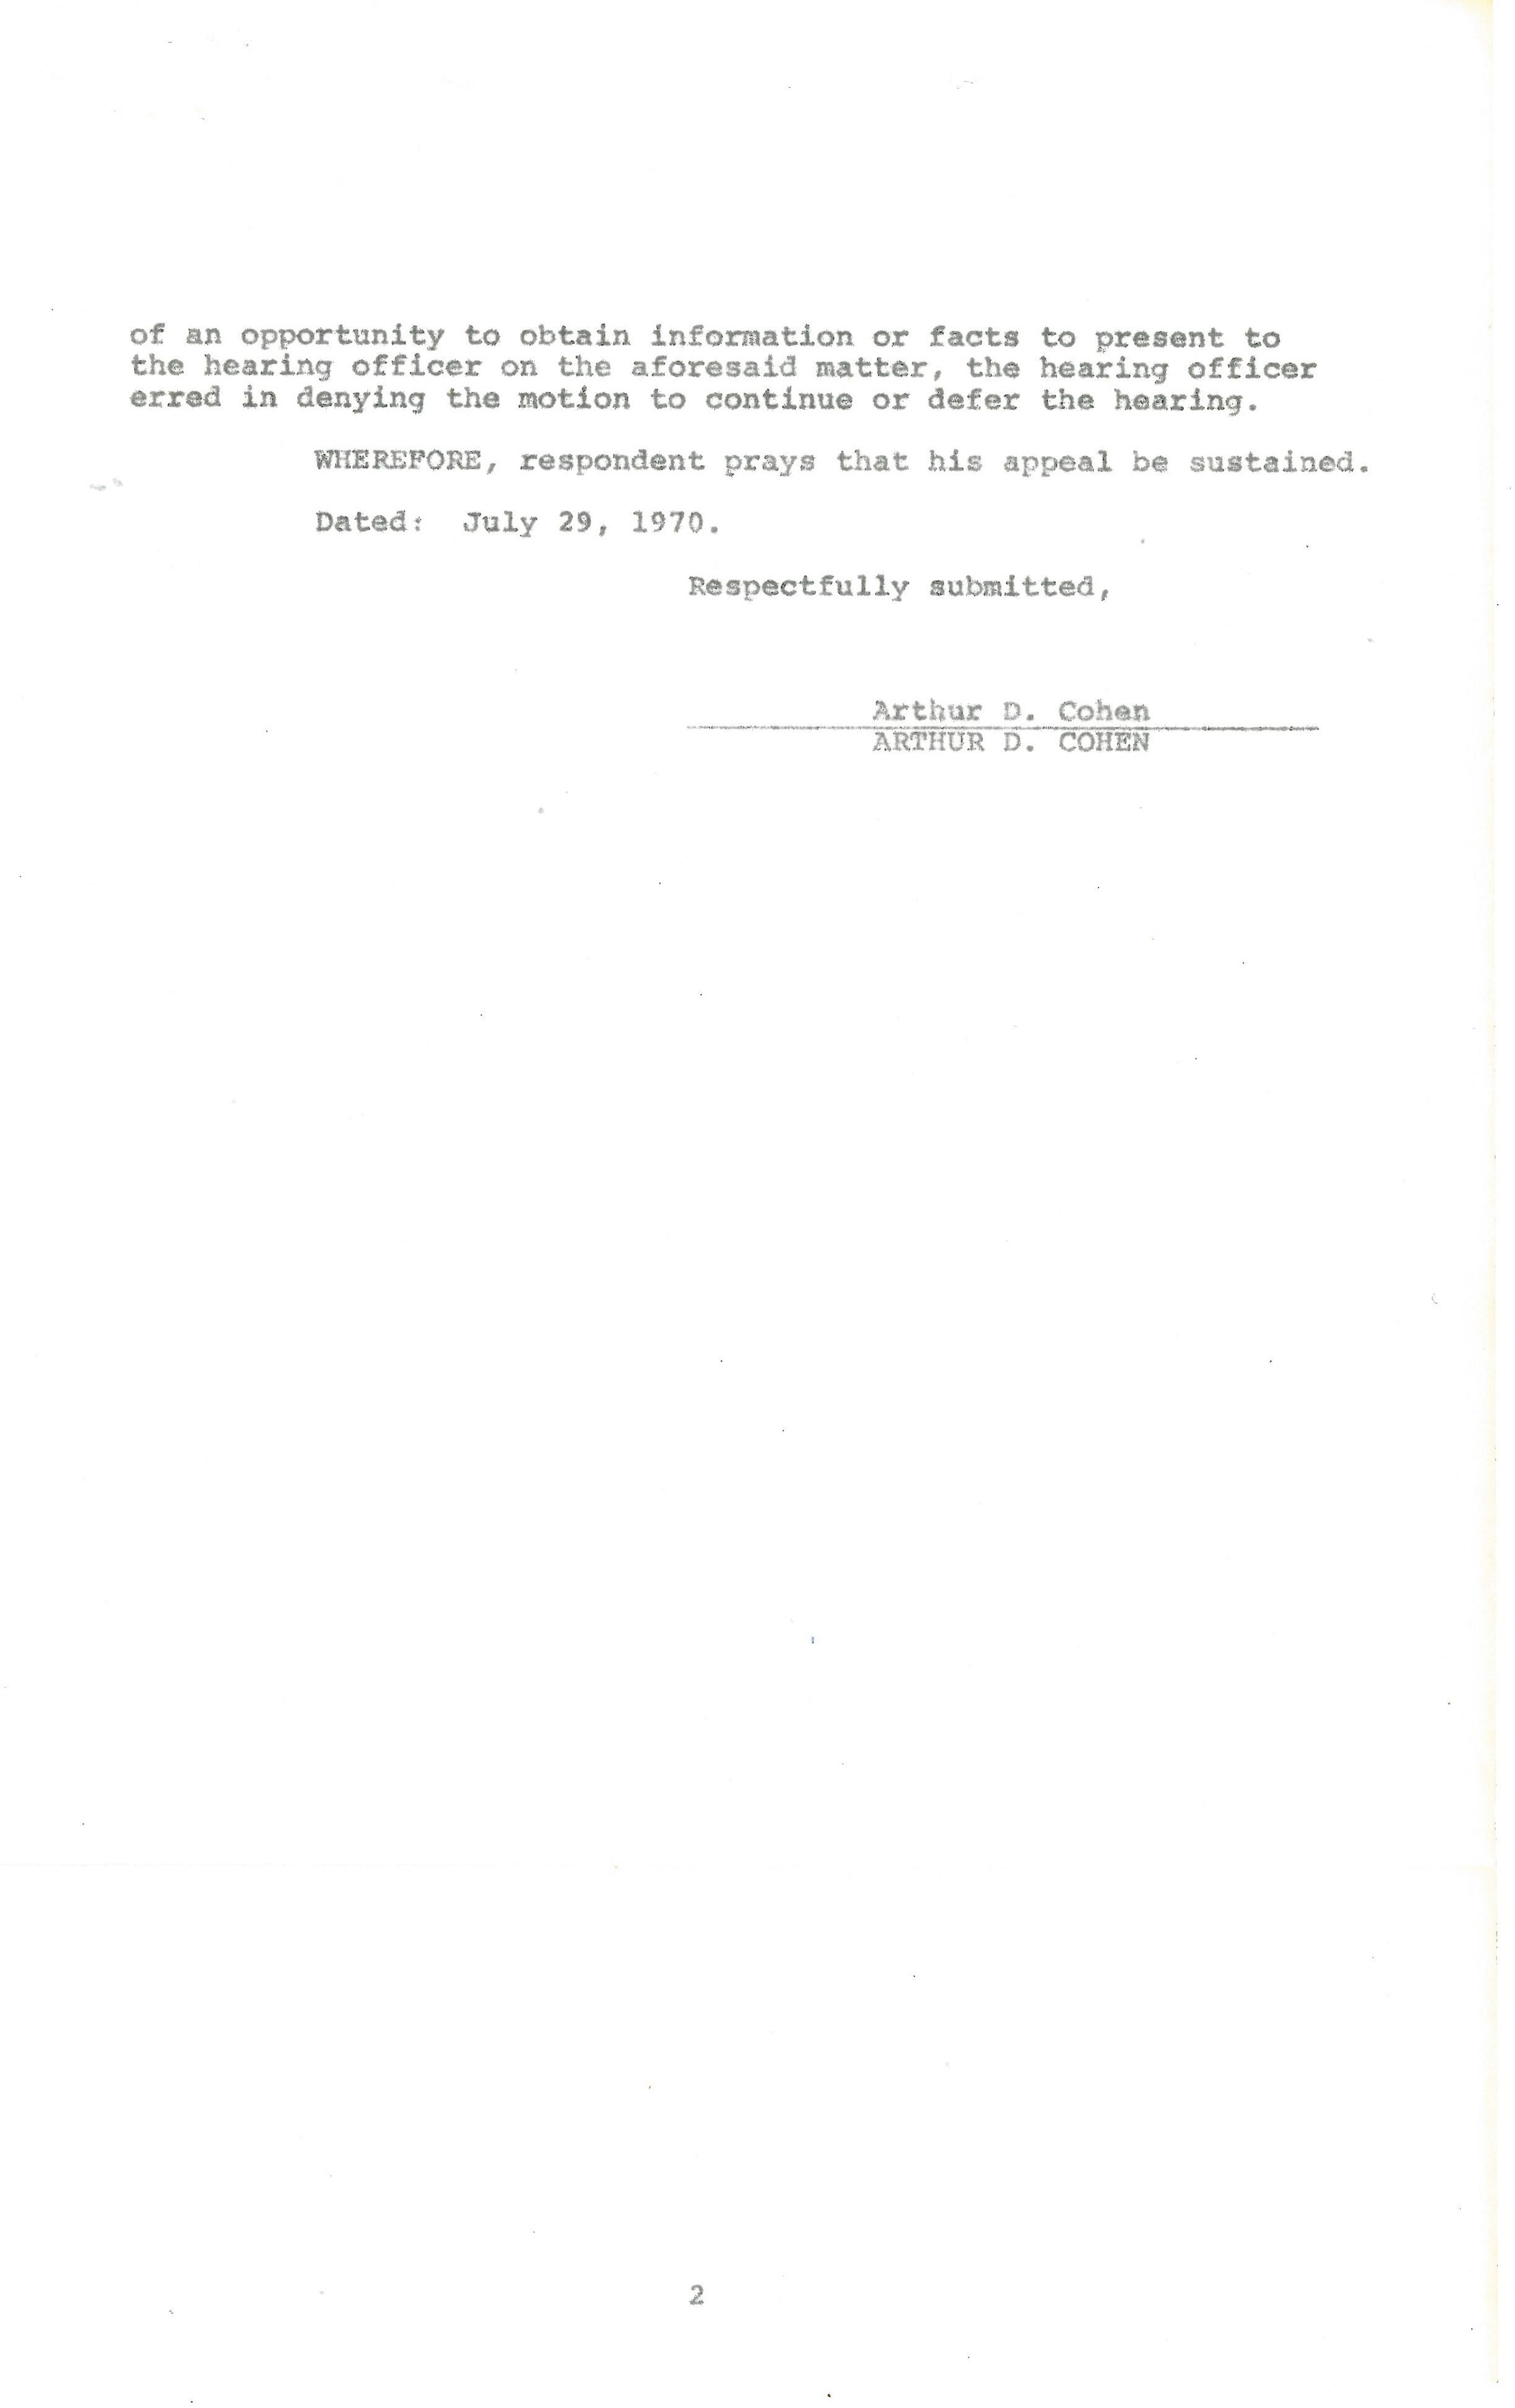 of an opportunity to obtain information or facts to present to
the hearing officer on the aforesaid matter, the hearing officer
erred in denying the motion to continue or defer the hearing.
WHEREFORE, respondent prays that his appeal be sustained.
Dated: July 29, 1970.
Respectfully submitted,
Arthur D. Cohen
ARTHUR D. COHEN
2